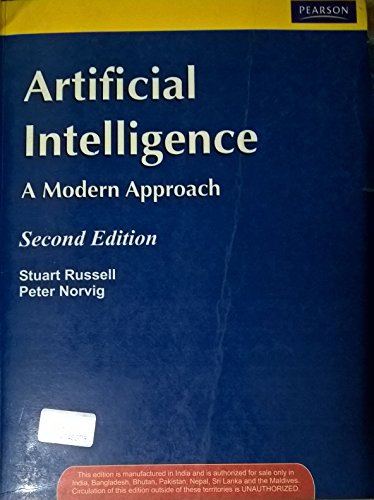 PEARSON
Artificial
Intelligence
A Modern Approach
Second Edition
Stuart Russell
Peter Norvig
This edition is manufactured in India and is authorized for sale only in
India, Bangladesh, Bhutan, Pakistan, Nepal, Sri Lanka and the Maldives.
Circulation of this edition outside of these territories is UNAUTHORIZED.